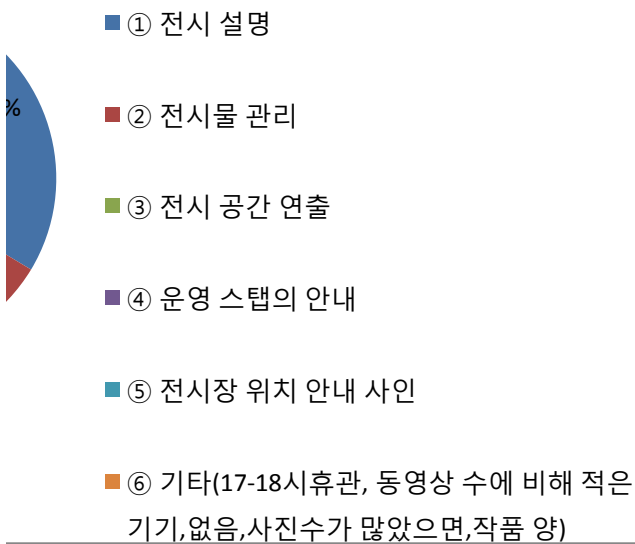 ① 전시 설명
%
② 전시물 관리
③ 전시 공간 연출
④ 운영 스탭의 안내
⑤ 전시장 위치 안내 사인
⑥ 기타(17-18시휴관, 동영상 수에 비해 적은
기기,없음,사진수가 많았으면,작품 양)